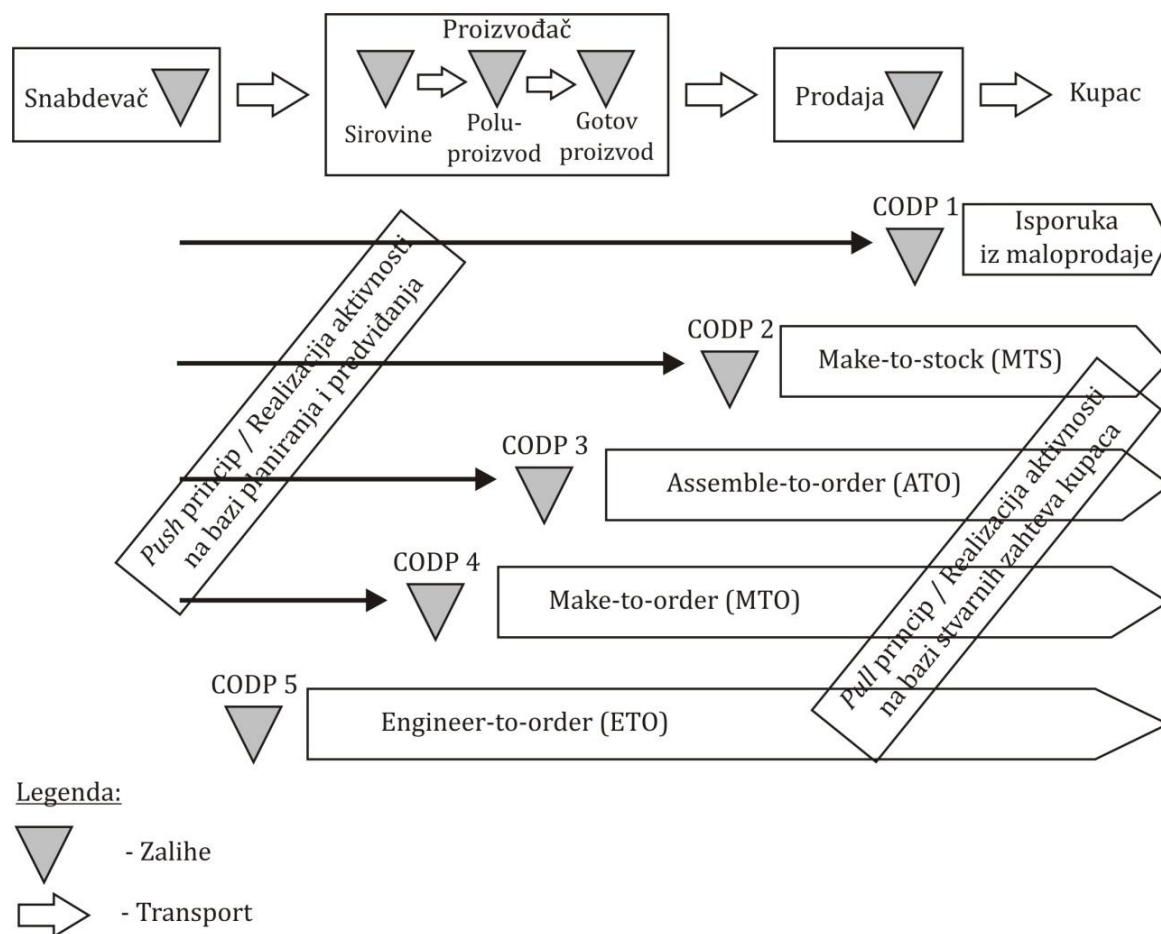 Proizvođač
Snabdevač
Sirovine
Polu-
proizvod
Gotov
proizvod
Prodaja
Kupac
CODP 1
Isporuka
iz maloprodaje
CODP 2
Make-to-stock (MTS)
CODP 3
Assemble-to-order (ATO)
CODP 4
Make-to-order (MTO)
CODP 5
Engineer-to-order (ETO)
Push princip / Realizacija aktivnosti
na bazi planiranja i predviđanja
Pull princip / Realizacija aktivnosti
na bazi stvarnih zahteva kupaca
Legenda:
- Zalihe
- Transport